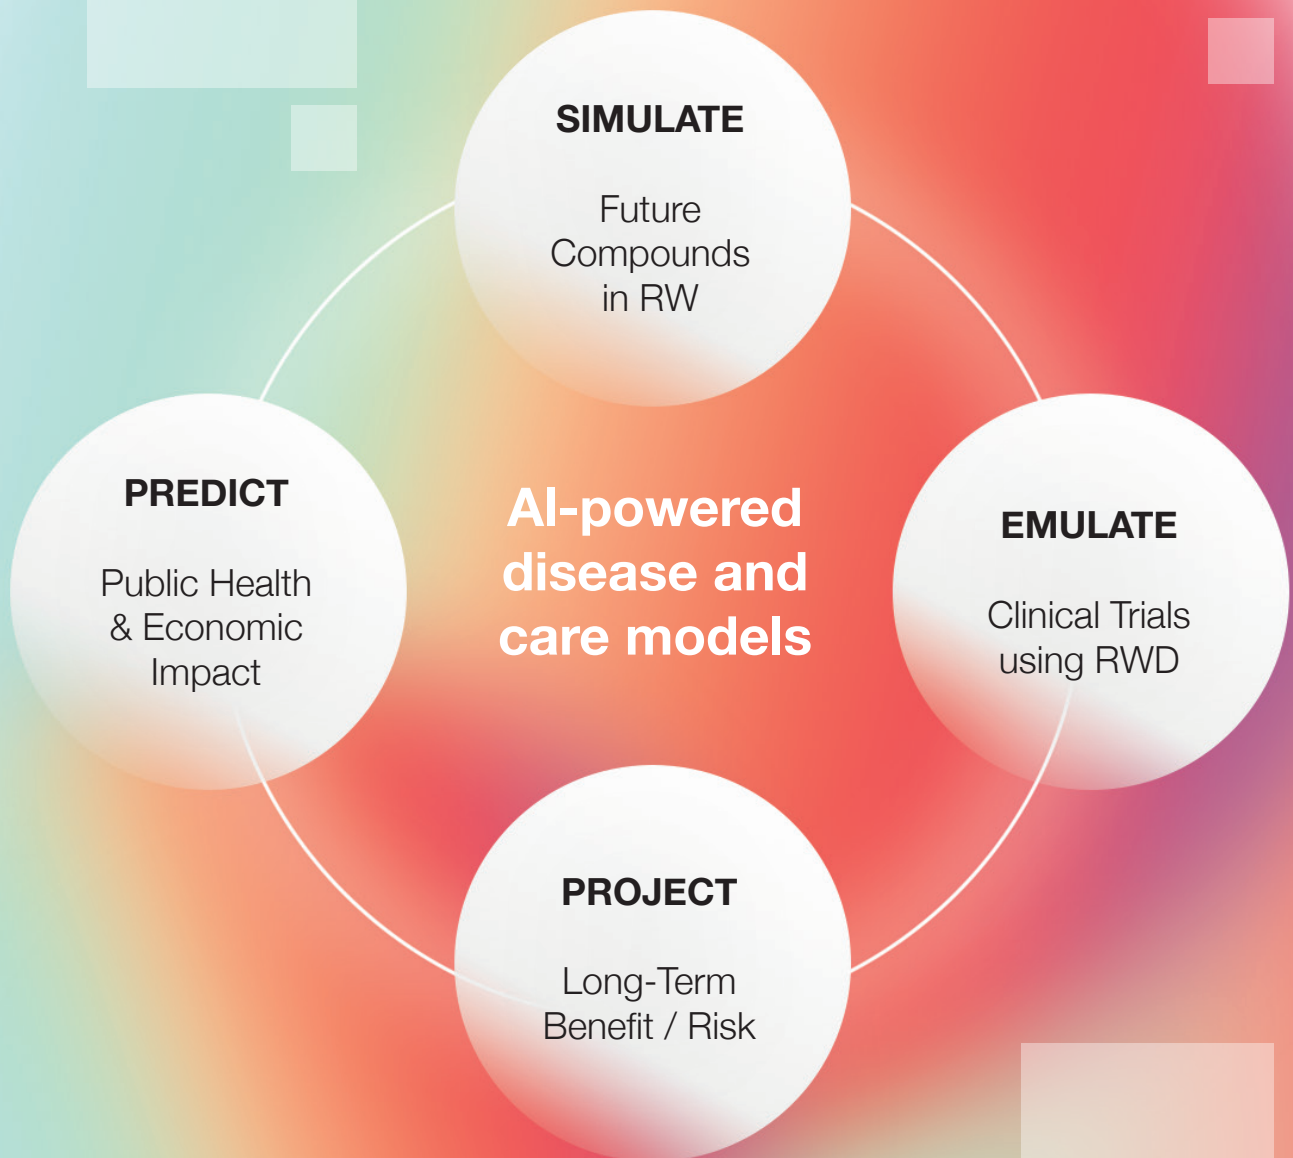 SIMULATE
Future
Compounds
in RW
PREDICT
Public Health
& Economic
Impact
AI-powered
disease and
care models
EMULATE
Clinical Trials
using RWD
PROJECT
Long-Term
Benefit / Risk